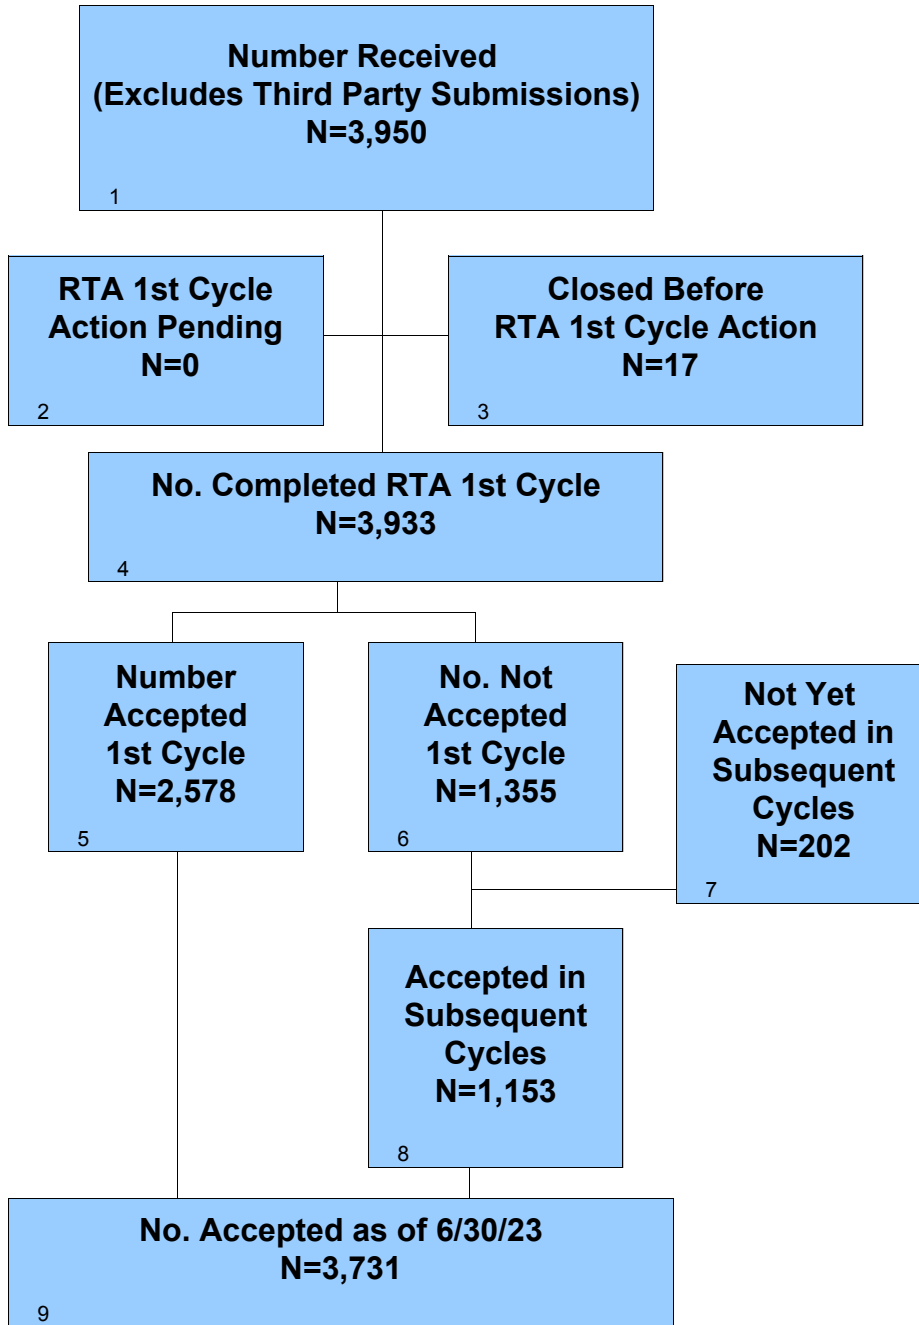 Number Received
(Excludes Third Party Submissions)
N=3,950
1
RTA 1st Cycle
Action Pending
N=0
2
Closed Before
RTA 1st Cycle Action
N=17
3
No. Completed RTA 1st Cycle
N=3,933
4
Number
Accepted
1st Cycle
N=2,578
5
No. Not
Accepted
1st Cycle
N=1,355
6
Not Yet
Accepted in
Subsequent
Cycles
N=202
7
Accepted in
Subsequent
Cycles
N=1,153
8
No. Accepted as of 6/30/23
N=3,731
9